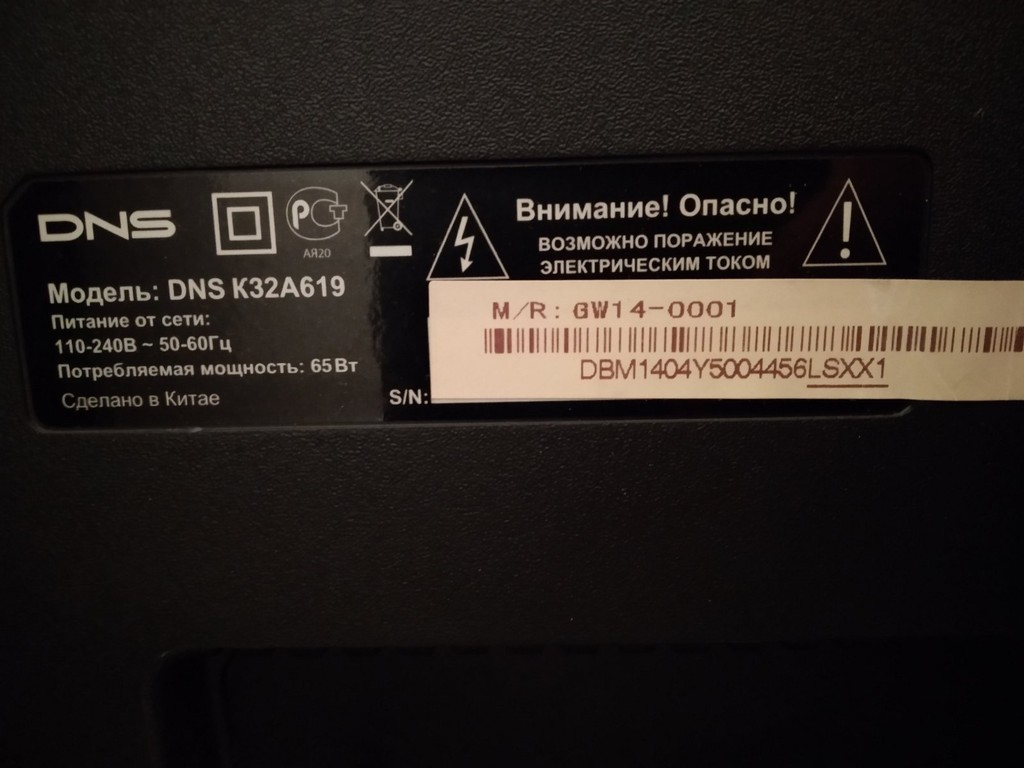 DNS
АЯ20
Модель: DNS K32A619
Питание от сети:
110-240В ~ 50-60Гц
Потребляемая мощность: 65Вт
Сделано в Китае
Внимание! Опасно!
ВОЗМОЖНО ПОРАЖЕНИЕ
ЭЛЕКТРИЧЕСКИМ ТОКОМ
S/N:
M/R: GW14-0001
DBM1404Y5004456LSXX1